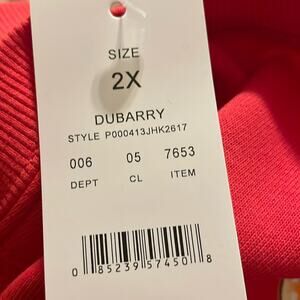 SIZE
2X
DUBARRY
STYLE P000413JHK2617
006 05 7653
DEPT CL ITEM
0 85239 57450 8